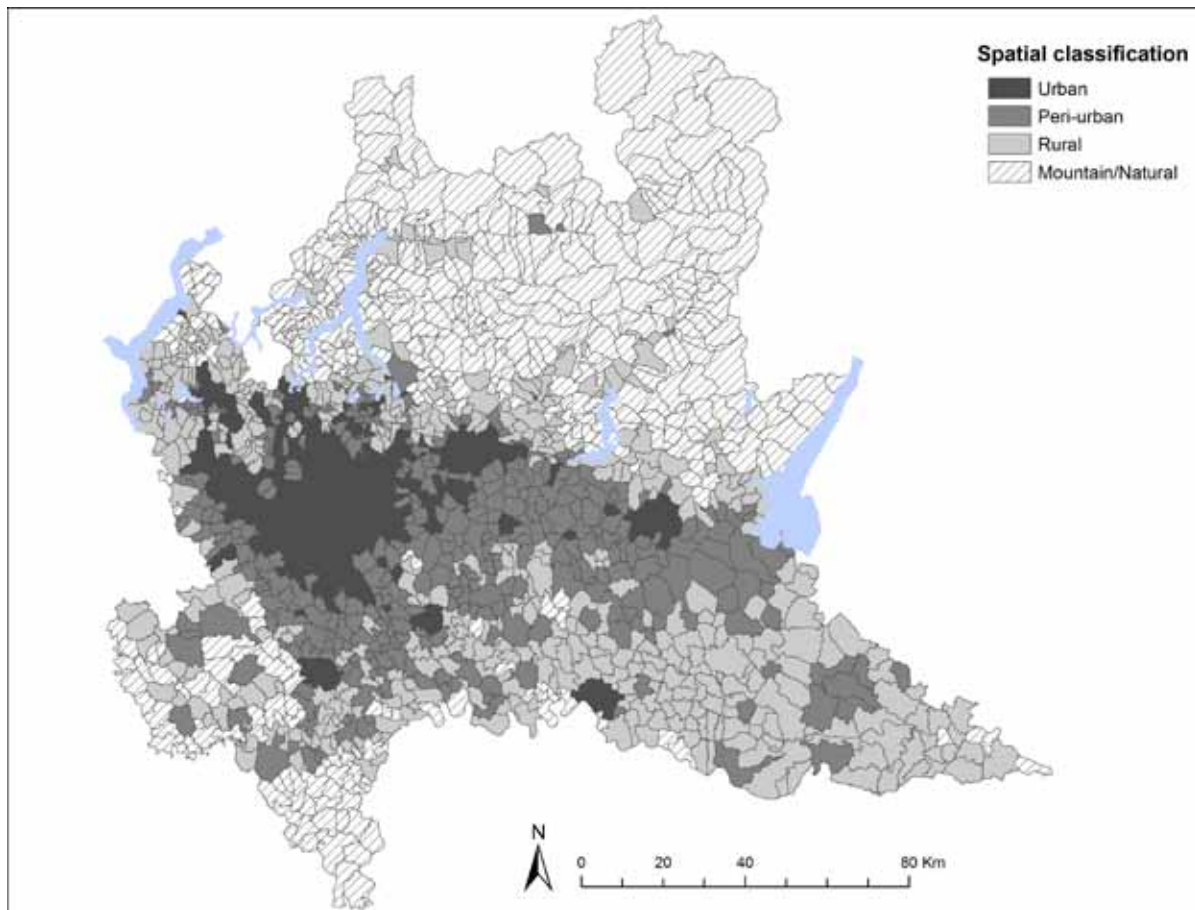 Spatial classification
Urban
Peri-urban
Rural
Mountain/Natural
N
0 20 40 80 Km